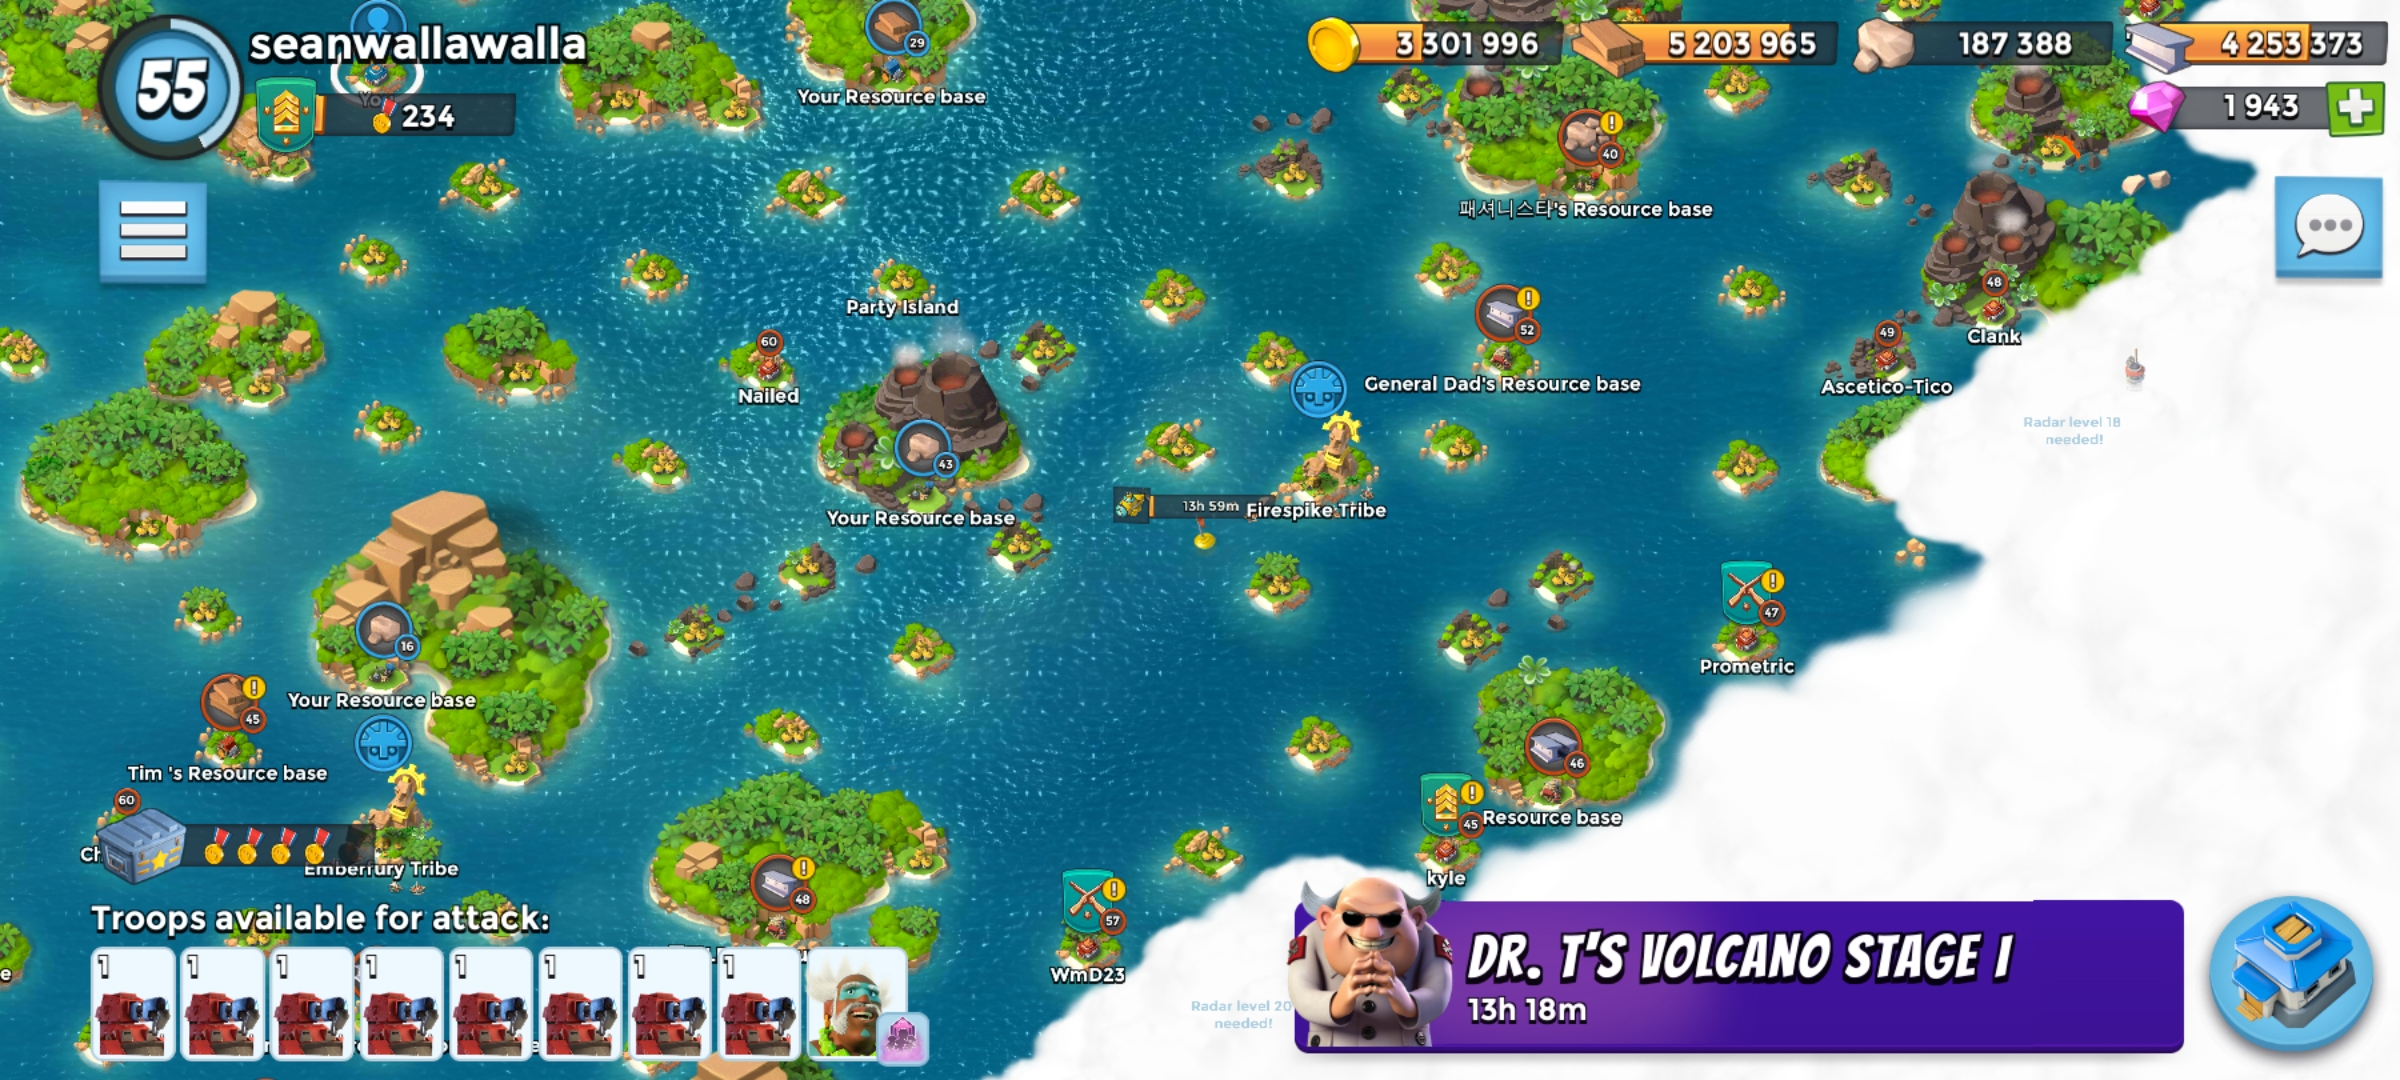 55
seanwallawalla
234
29
Your Resource base
3 301 996
5 203 965
187 388
4 253 373
1 943
40
패셔니스타's Resource base
Party Island
60
Nailed
52
General Dad's Resource base
48
Clank
49
Ascetico-Tico
Radar level 18
needed!
43
Your Resource base
13h 59m
Firespike Tribe
47
Prometric
16
Your Resource base
45
Tim 's Resource base
60
Emberfury Tribe
46
Resource base
45
kyle
48
57
WmD23
Radar level 20
needed!
Troops available for attack:
1 1 1 1 1 1 1 1
DR. T'S VOLCANO STAGE I
13h 18m